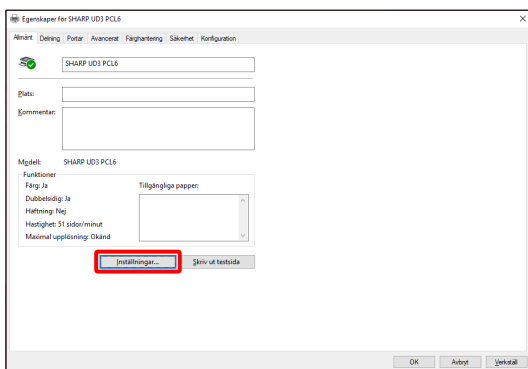 Egenskaper för SHARP UD3 PCL6
Allmänt Delning Portar Avancerat Färghantering Säkerhet Konfiguration
SHARP UD3 PCL6
Plats:
Kommentar:
Modell: SHARP UD3 PCL6
Funktioner
Färg: Ja Tillgängliga papper:
Dubbelsidig: Ja
Häftning: Nej
Hastighet: 51 sidor/minut
Maximal upplösning: Okänd
Inställningar... Skriv ut testsida
OK Avbryt Verkställ